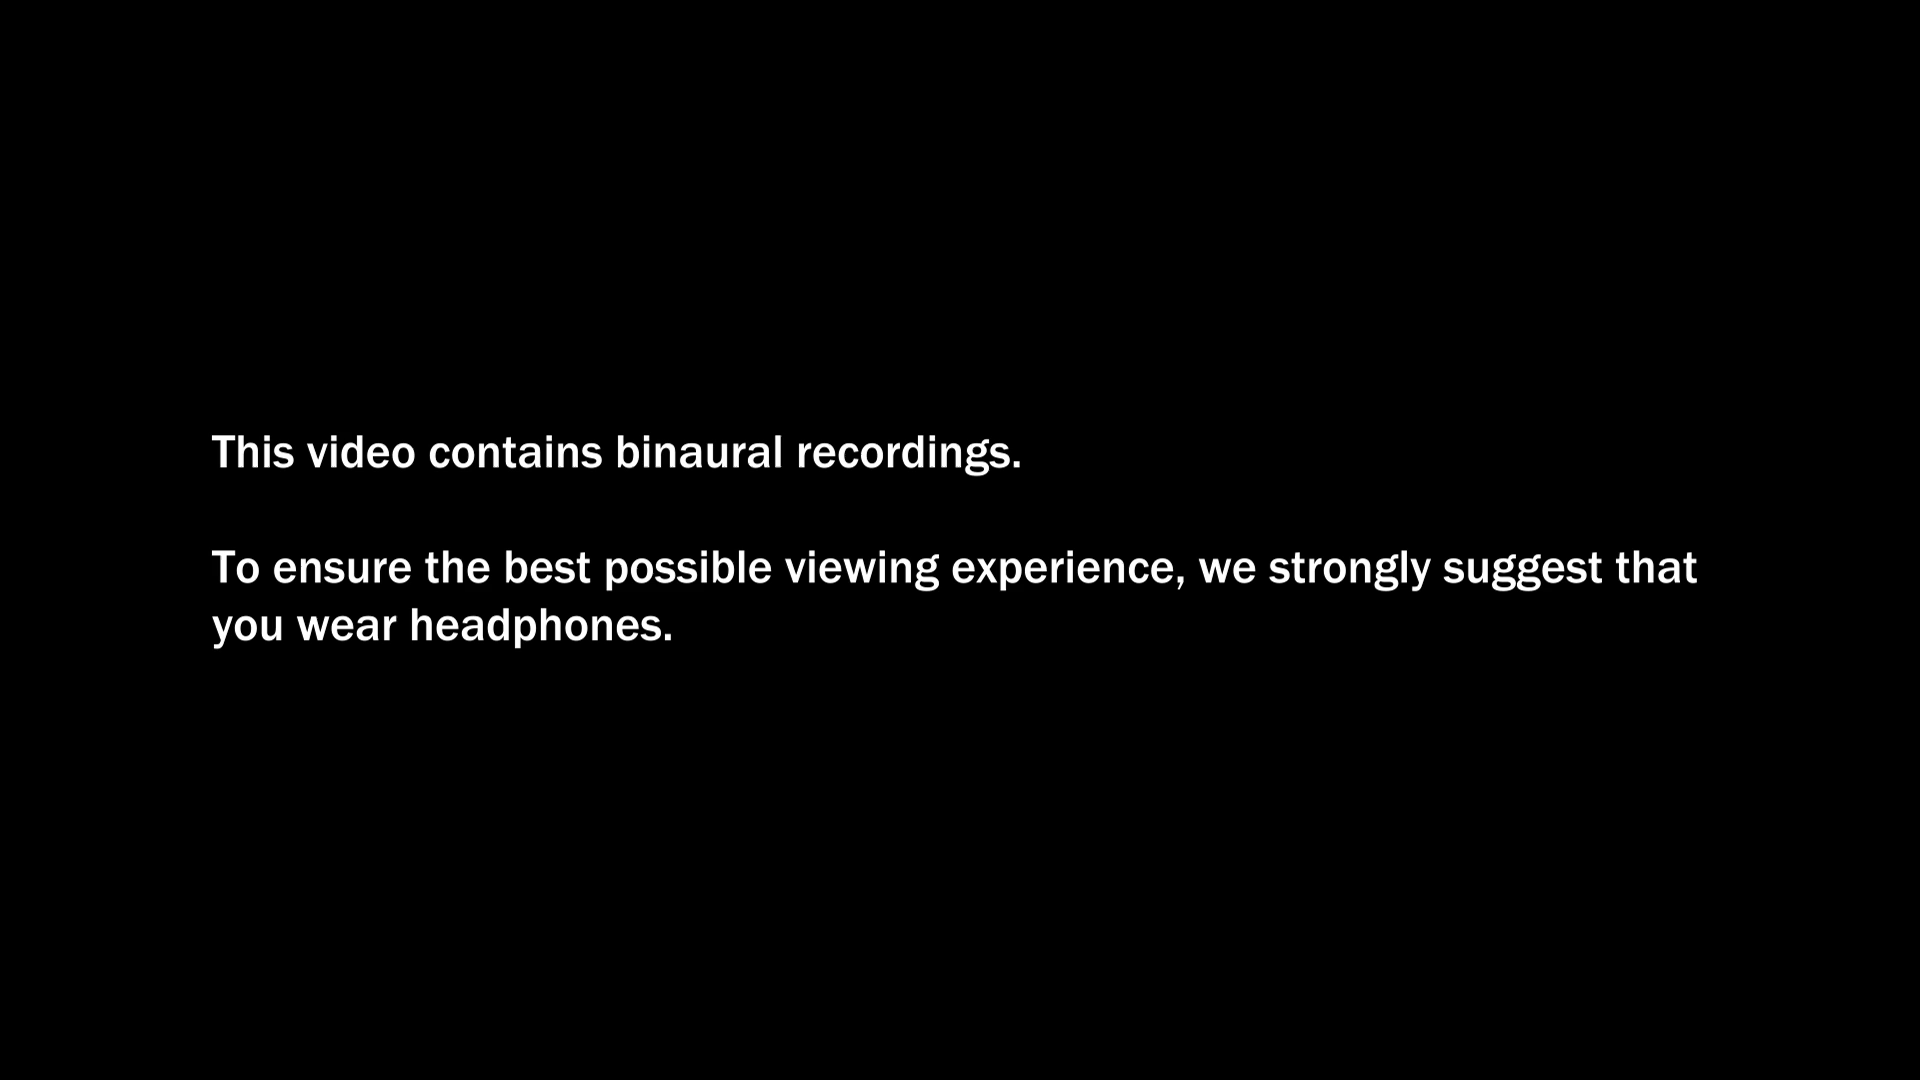 This video contains binaural recordings.
To ensure the best possible viewing experience, we strongly suggest that
you wear headphones.